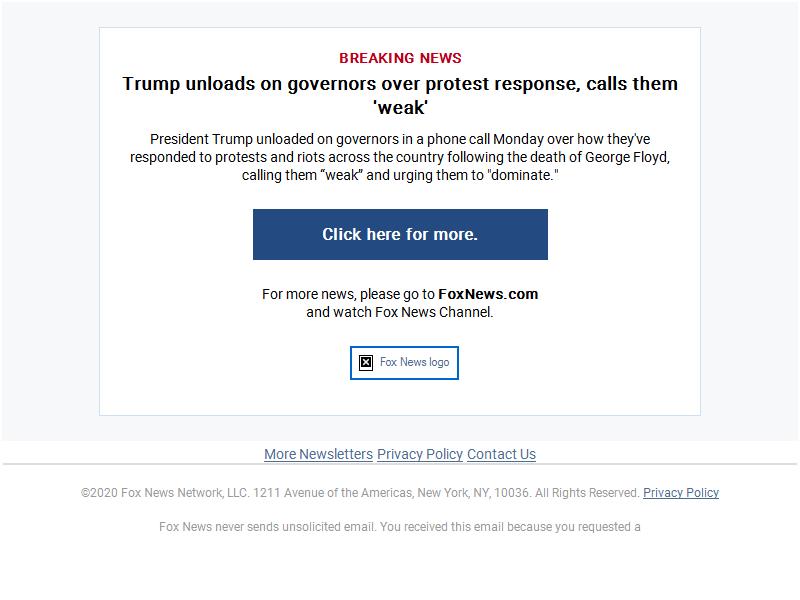 BREAKING NEWS
Trump unloads on governors over protest response, calls them
'weak'
President Trump unloaded on governors in a phone call Monday over how they've
responded to protests and riots across the country following the death of George Floyd,
calling them “weak” and urging them to "dominate."
Click here for more.
For more news, please go to FoxNews.com
and watch Fox News Channel.
Fox News logo
More Newsletters Privacy Policy Contact Us
©2020 Fox News Network, LLC. 1211 Avenue of the Americas, New York, NY, 10036. All Rights Reserved. Privacy Policy
Fox News never sends unsolicited email. You received this email because you requested a